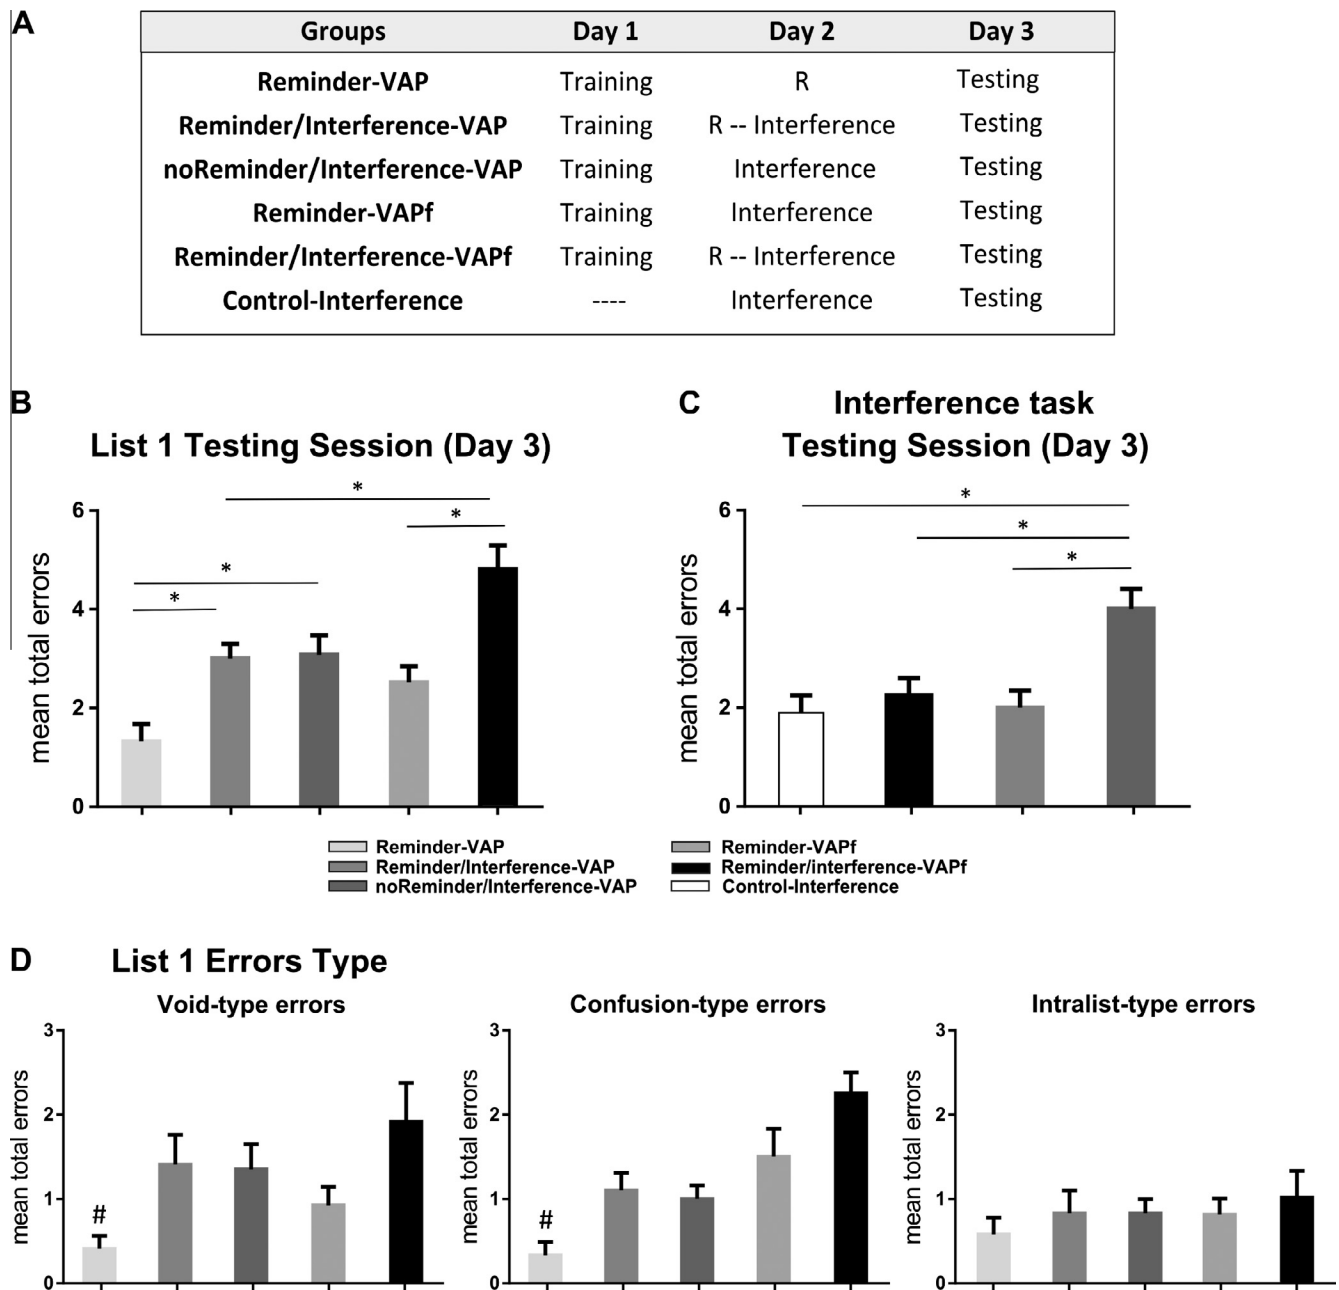 A
Groups Day 1 Day 2 Day 3
Reminder-VAP Training R Testing
Reminder/Interference-VAP Training R -- Interference Testing
noReminder/Interference-VAP Training Interference Testing
Reminder-VAPf Training Interference Testing
Reminder/Interference-VAPf Training R -- Interference Testing
Control-Interference ---- Interference Testing
B
List 1 Testing Session (Day 3)
mean total errors
6
4
2
0
*
*
*
*
C
Interference task
Testing Session (Day 3)
mean total errors
6
4
2
0
*
*
*
Reminder-VAP
Reminder/Interference-VAP
noReminder/Interference-VAP
Reminder-VAPf
Reminder/interference-VAPf
Control-Interference
D
List 1 Errors Type
Void-type errors
mean total errors
3
2
1
0
#
Confusion-type errors
mean total errors
3
2
1
0
#
Intralist-type errors
mean total errors
3
2
1
0